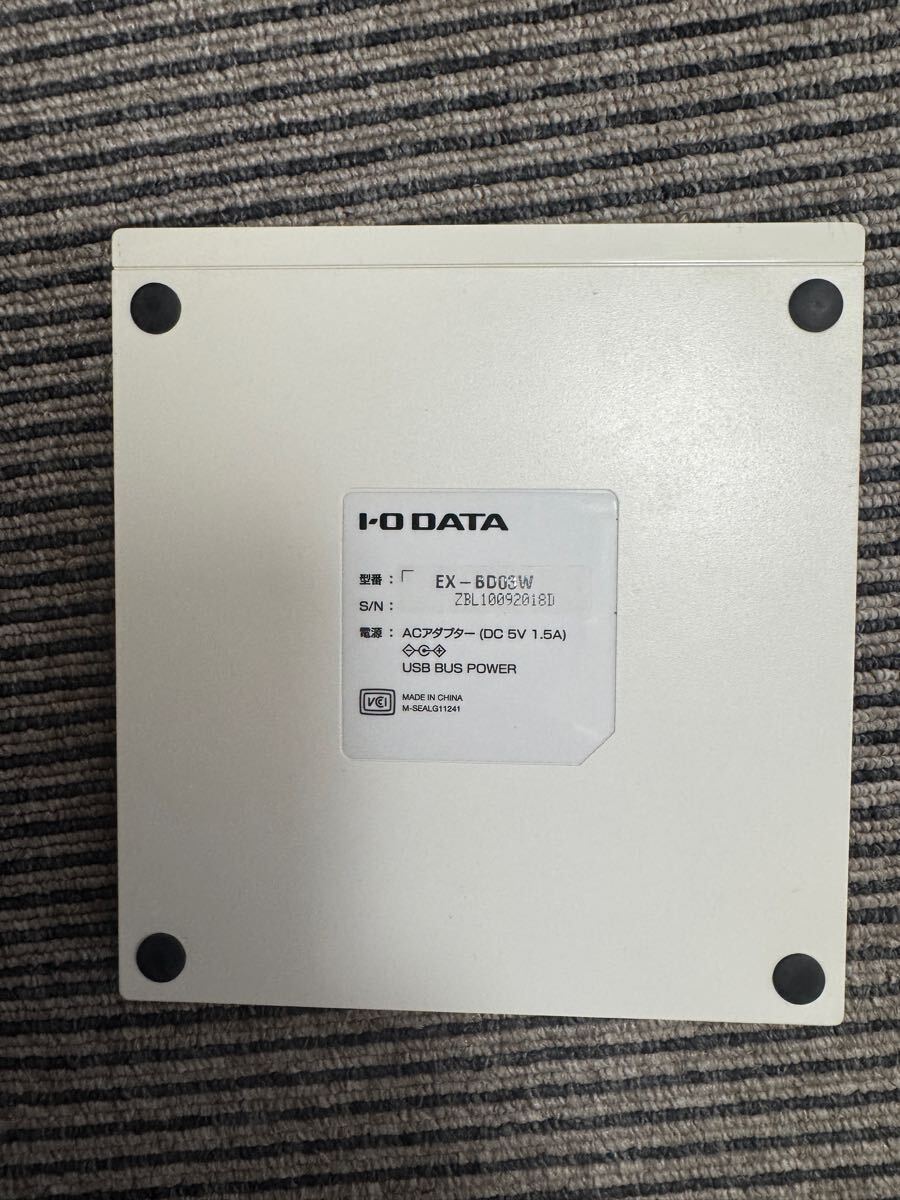 I-O DATA
型番 : EX-BD03W
S/N : ZBL10092018D
電源 : ACアダプター (DC 5V 1.5A)
USB BUS POWER
VCCI
MADE IN CHINA
M-SEALG11241